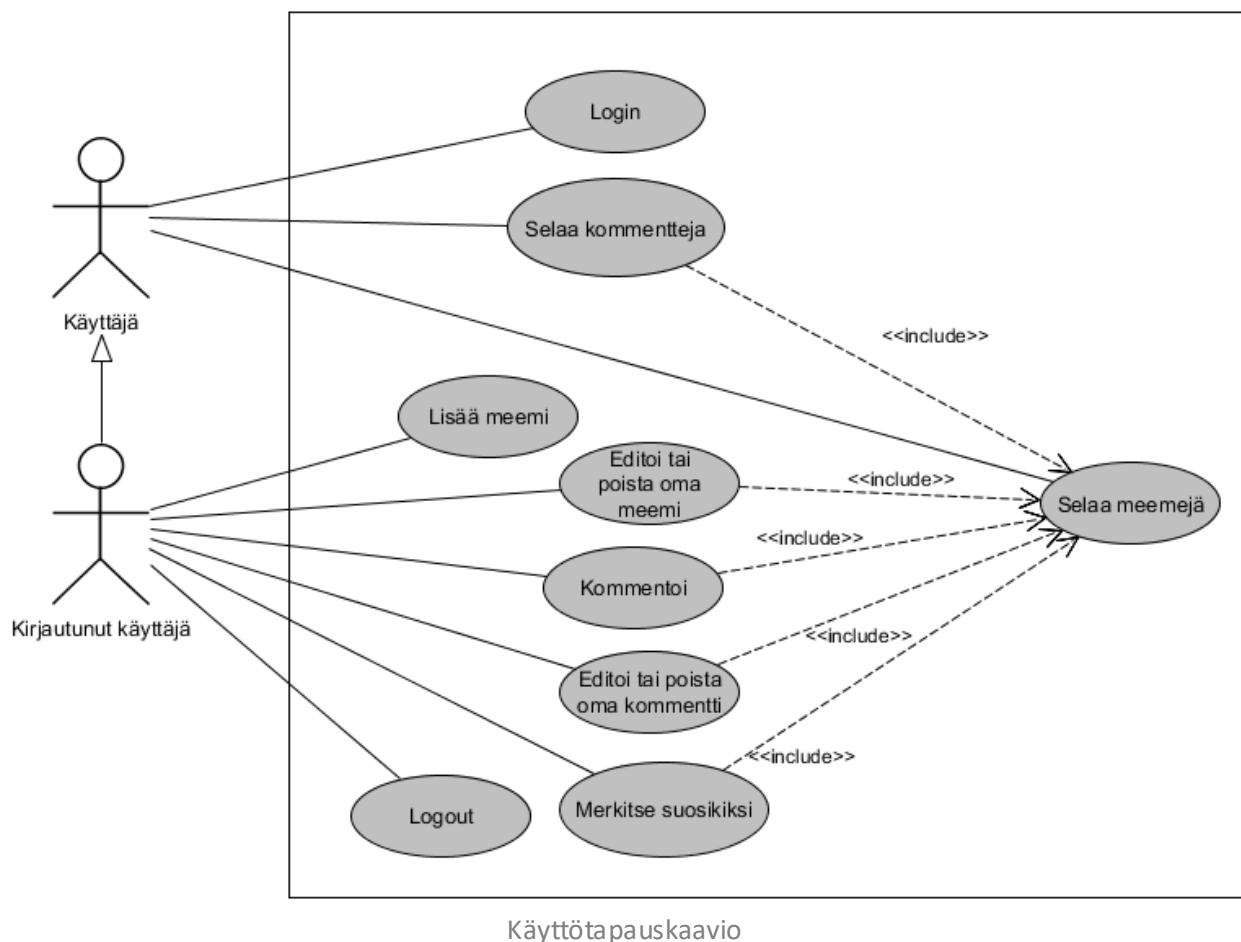 Login
Selaa kommentteja
Käyttäjä
<<include>>
Lisää meemi
Editoi tai
poista oma
meemi
<<include>>
Selaa meemejä
<<include>>
Kommentoi
Kirjautunut käyttäjä
<<include>>
Editoi tai poista
oma kommentti
<<include>>
Merkitse suosikiksi
Logout
Käyttötapauskaavio